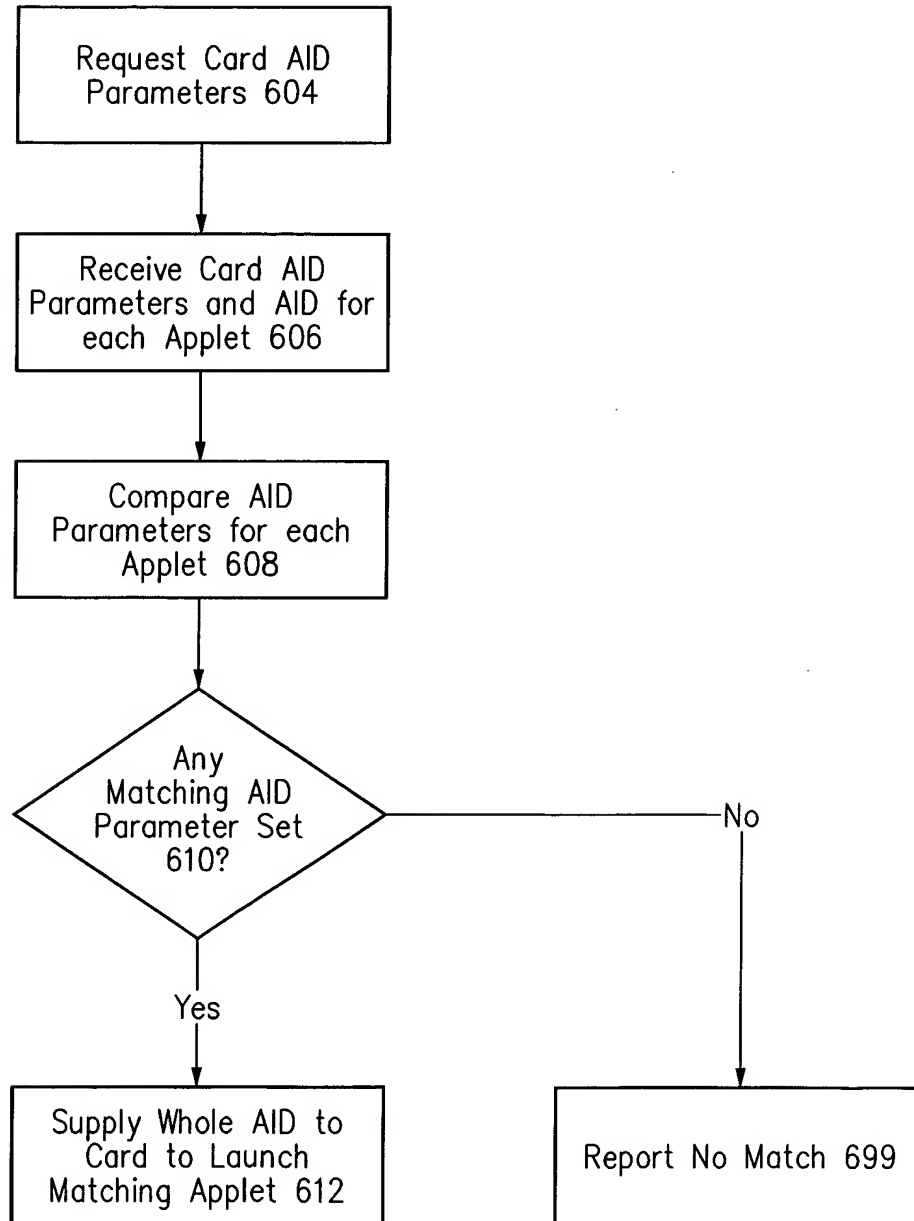 Request Card AID
Parameters 604
Receive Card AID
Parameters and AID for
each Applet 606
Compare AID
Parameters for each
Applet 608
Any
Matching AID
Parameter Set
610?
No
Yes
Supply Whole AID to
Card to Launch
Matching Applet 612
Report No Match 699